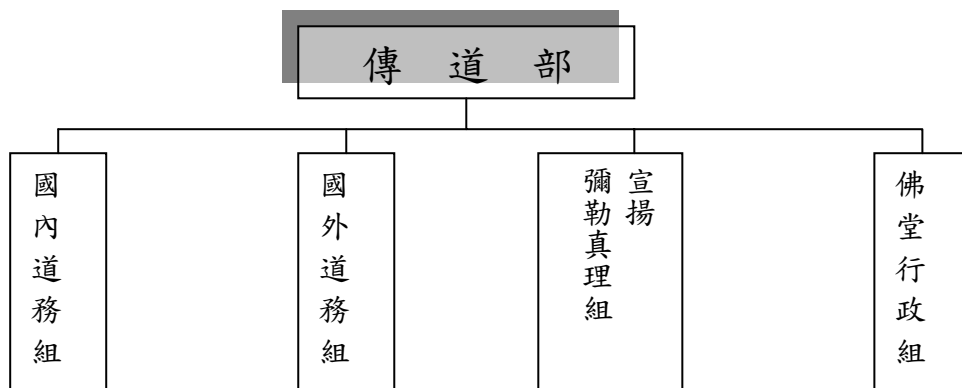 傳道部
國內道務組
國外道務組
宣揚
彌勒真理組
佛堂行政組